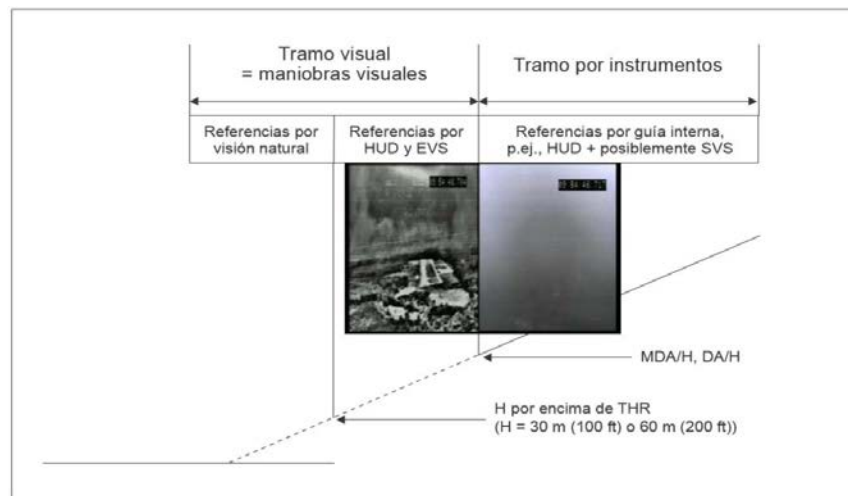 Tramo visual
= maniobras visuales
Tramo por instrumentos
Referencias por
visión natural
Referencias por
HUD y EVS
Referencias por guía interna,
p.ej., HUD + posiblemente SVS
MDA/H, DA/H
H por encima de THR
(H = 30 m (100 ft) o 60 m (200 ft))